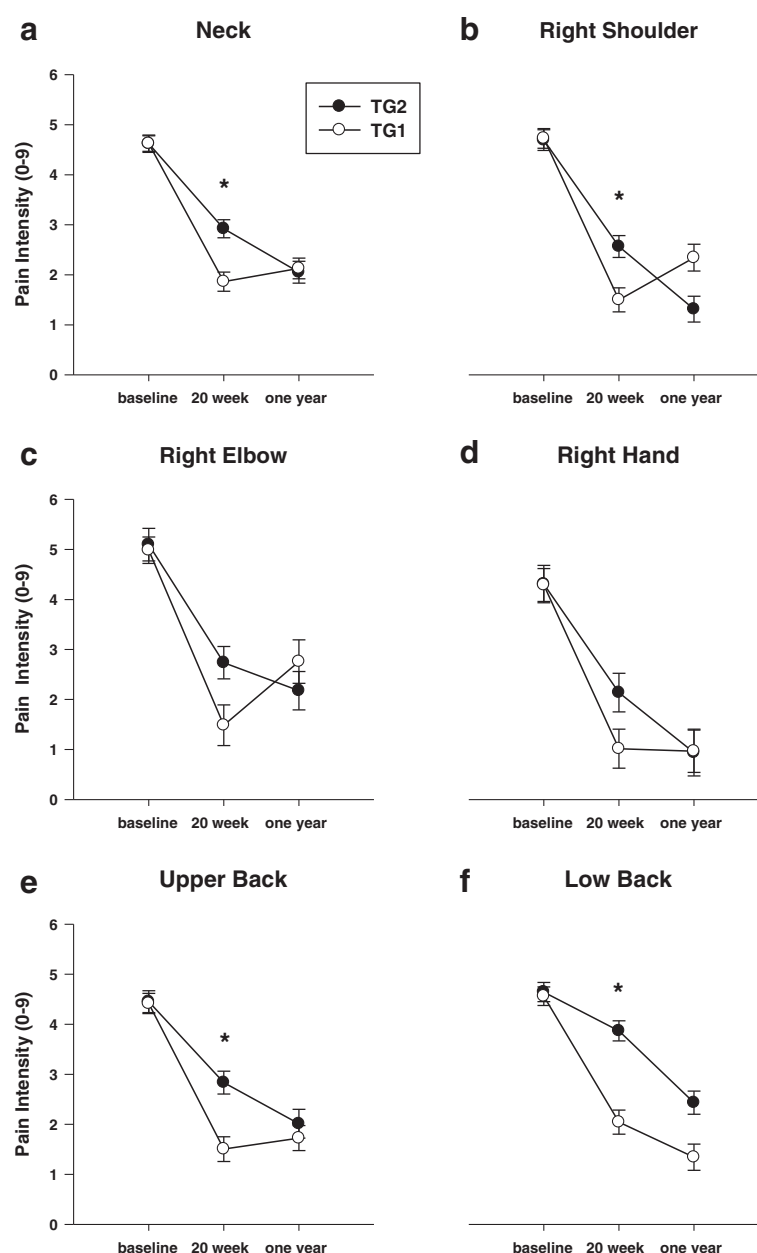 a Neck
b Right Shoulder
6
5
4
3
2
1
0
Pain Intensity (0-9)
TG2
TG1
*
*
baseline 20 week one year
baseline 20 week one year
c Right Elbow
d Right Hand
6
5
4
3
2
1
0
Pain Intensity (0-9)
baseline 20 week one year
baseline 20 week one year
e Upper Back
f Low Back
6
5
4
3
2
1
0
Pain Intensity (0-9)
*
*
baseline 20 week one year
baseline 20 week one year